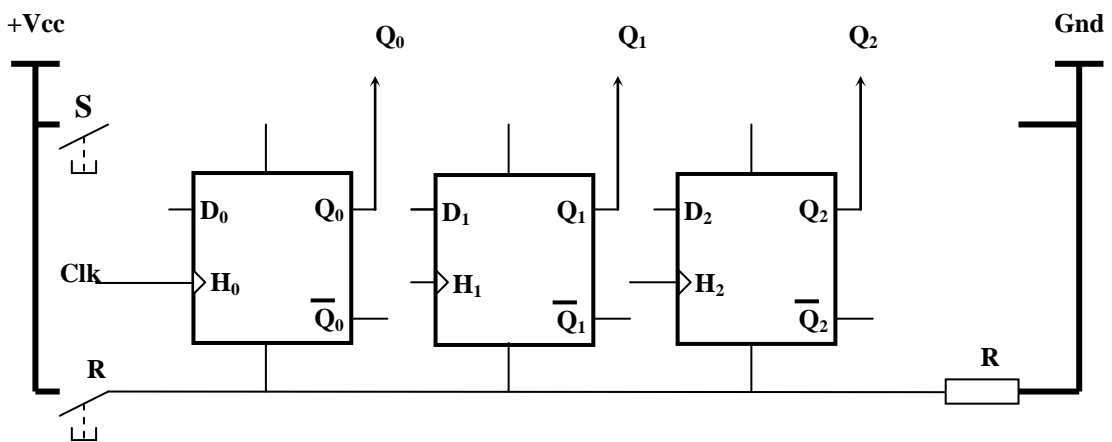 +Vcc Q₀ Q₁ Q₂ Gnd
S
D₀ Q₀ D₁ Q₁ D₂ Q₂
Clk H₀ H₁ H₂
Q̅₀ Q̅₁ Q̅₂
R R